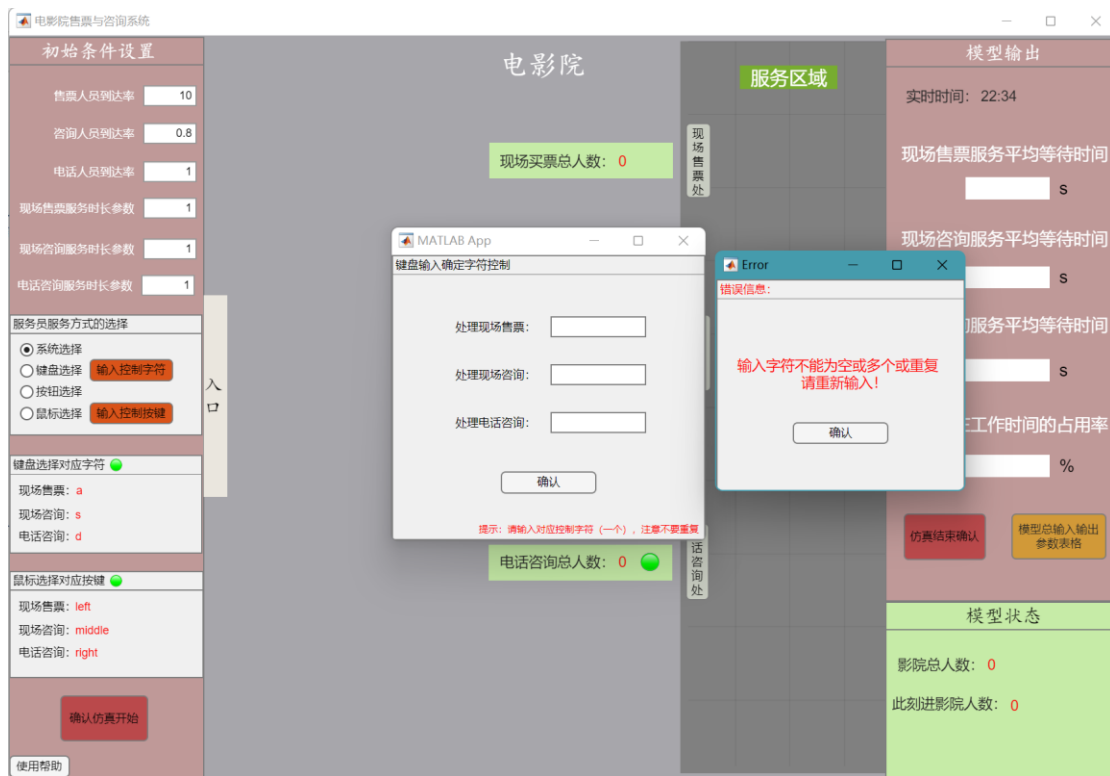 电影院售票与咨询系统
初始条件设置
售票人员到达率 10
咨询人员到达率 0.8
电话人员到达率 1
现场售票服务时长参数 1
现场咨询服务时长参数 1
电话咨询服务时长参数 1
服务员服务方式的选择
系统选择
键盘选择 输入控制字符
按钮选择
鼠标选择 输入控制按键
键盘选择对应字符
现场售票: a
现场咨询: s
电话咨询: d
鼠标选择对应按键
现场售票: left
现场咨询: middle
电话咨询: right
确认仿真开始
使用帮助
入口
电影院
现场买票总人数: 0
MATLAB App
键盘输入确定字符控制
处理现场售票:
处理现场咨询:
处理电话咨询:
确认
提示: 请输入对应控制字符（一个）, 注意不要重复
电话咨询总人数: 0
服务区域
现场售票处
话咨询处
Error
错误信息:
输入字符不能为空或多个或重复
请重新输入!
确认
模型输出
实时时间: 22:34
现场售票服务平均等待时间
s
现场咨询服务平均等待时间
s
服务平均等待时间
s
工作时间的占用率
%
仿真结束确认
模型总输入输出
参数表格
模型状态
影院总人数: 0
此刻进影院人数: 0